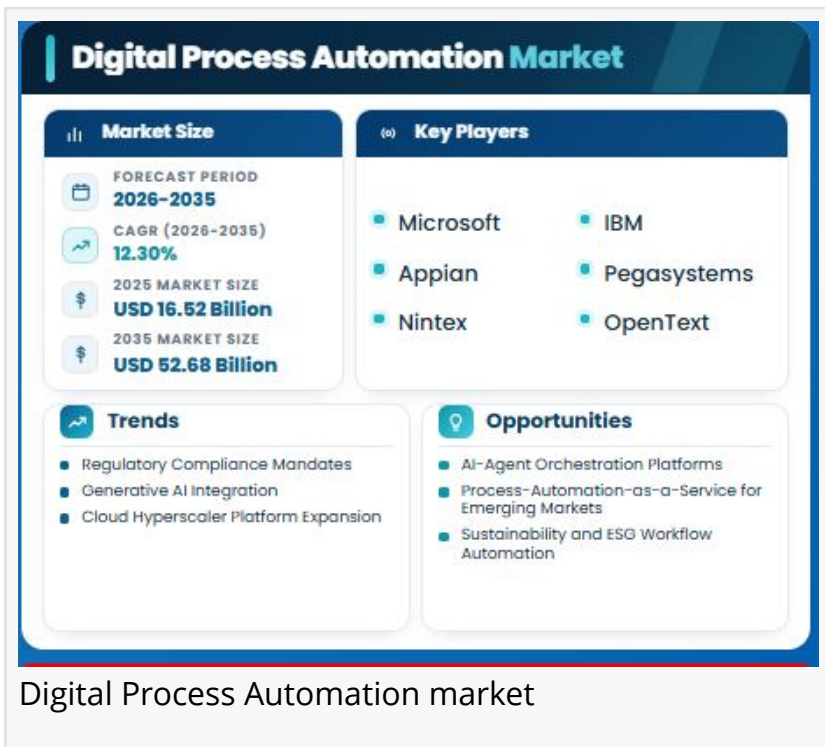 Digital Process Automation Market
Market Size
FORECAST PERIOD
2026-2035
CAGR (2026-2035)
12.30%
2025 MARKET SIZE
USD 16.52 Billion
2035 MARKET SIZE
USD 52.68 Billion
Key Players
Microsoft
IBM
Appian
Pegasystems
Nintex
OpenText
Trends
Regulatory Compliance Mandates
Generative AI Integration
Cloud Hyperscaler Platform Expansion
Opportunities
AI-Agent Orchestration Platforms
Process-Automation-as-a-Service for
Emerging Markets
Sustainability and ESG Workflow
Automation
Digital Process Automation market